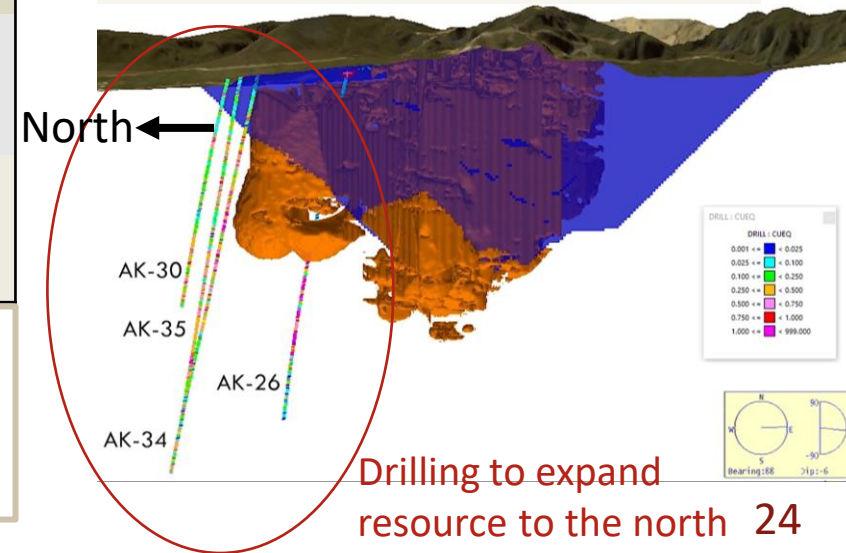 North
AK-30
AK-35
AK-26
AK-34
DRILL : CUEQ
DRILL : CUEQ
0.001 <= < 0.025
0.025 <= < 0.100
0.100 <= < 0.250
0.250 <= < 0.500
0.500 <= < 0.750
0.750 <= < 1.000
1.000 <= < 999.000
N
W E
S
90
-90
Bearing:88 Dip:-6
Drilling to expand
resource to the north 24